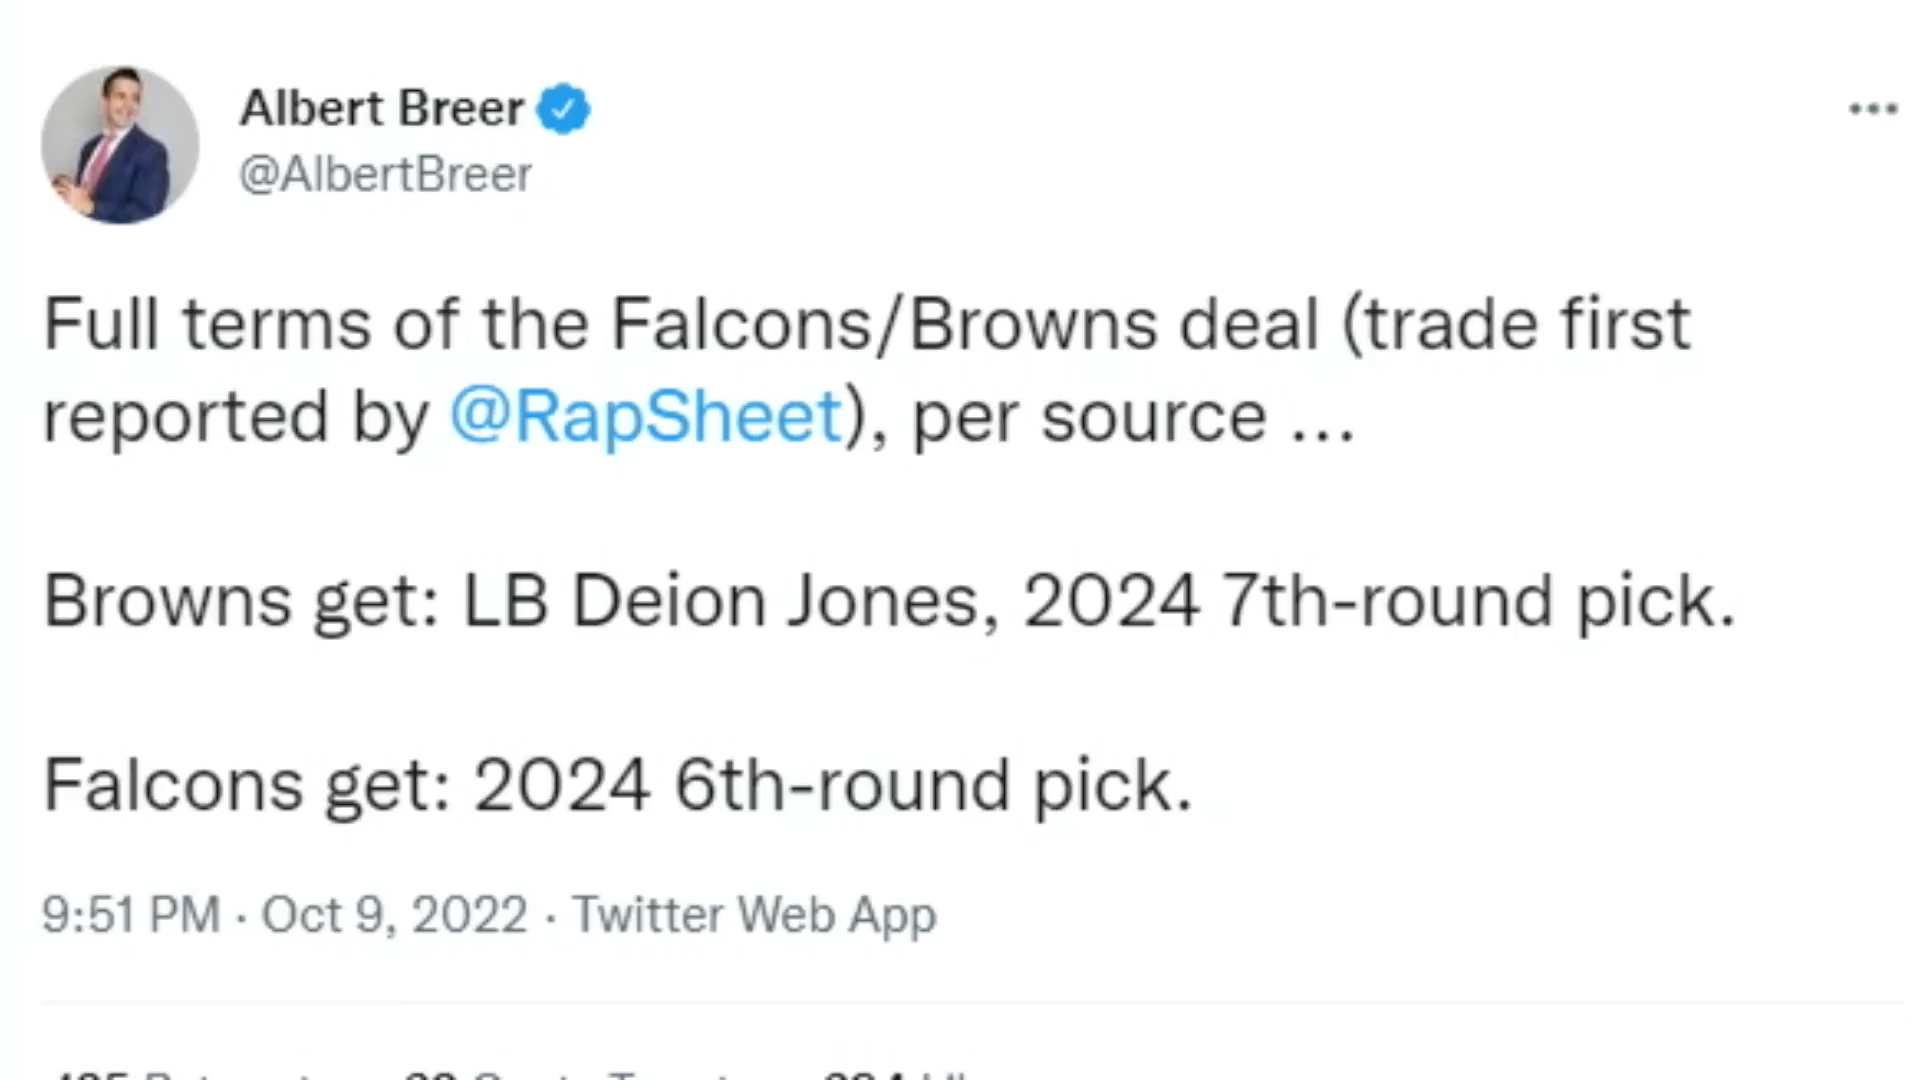 Albert Breer
@AlbertBreer
Full terms of the Falcons/Browns deal (trade first
reported by @RapSheet), per source ...
Browns get: LB Deion Jones, 2024 7th-round pick.
Falcons get: 2024 6th-round pick.
9:51 PM · Oct 9, 2022 · Twitter Web App